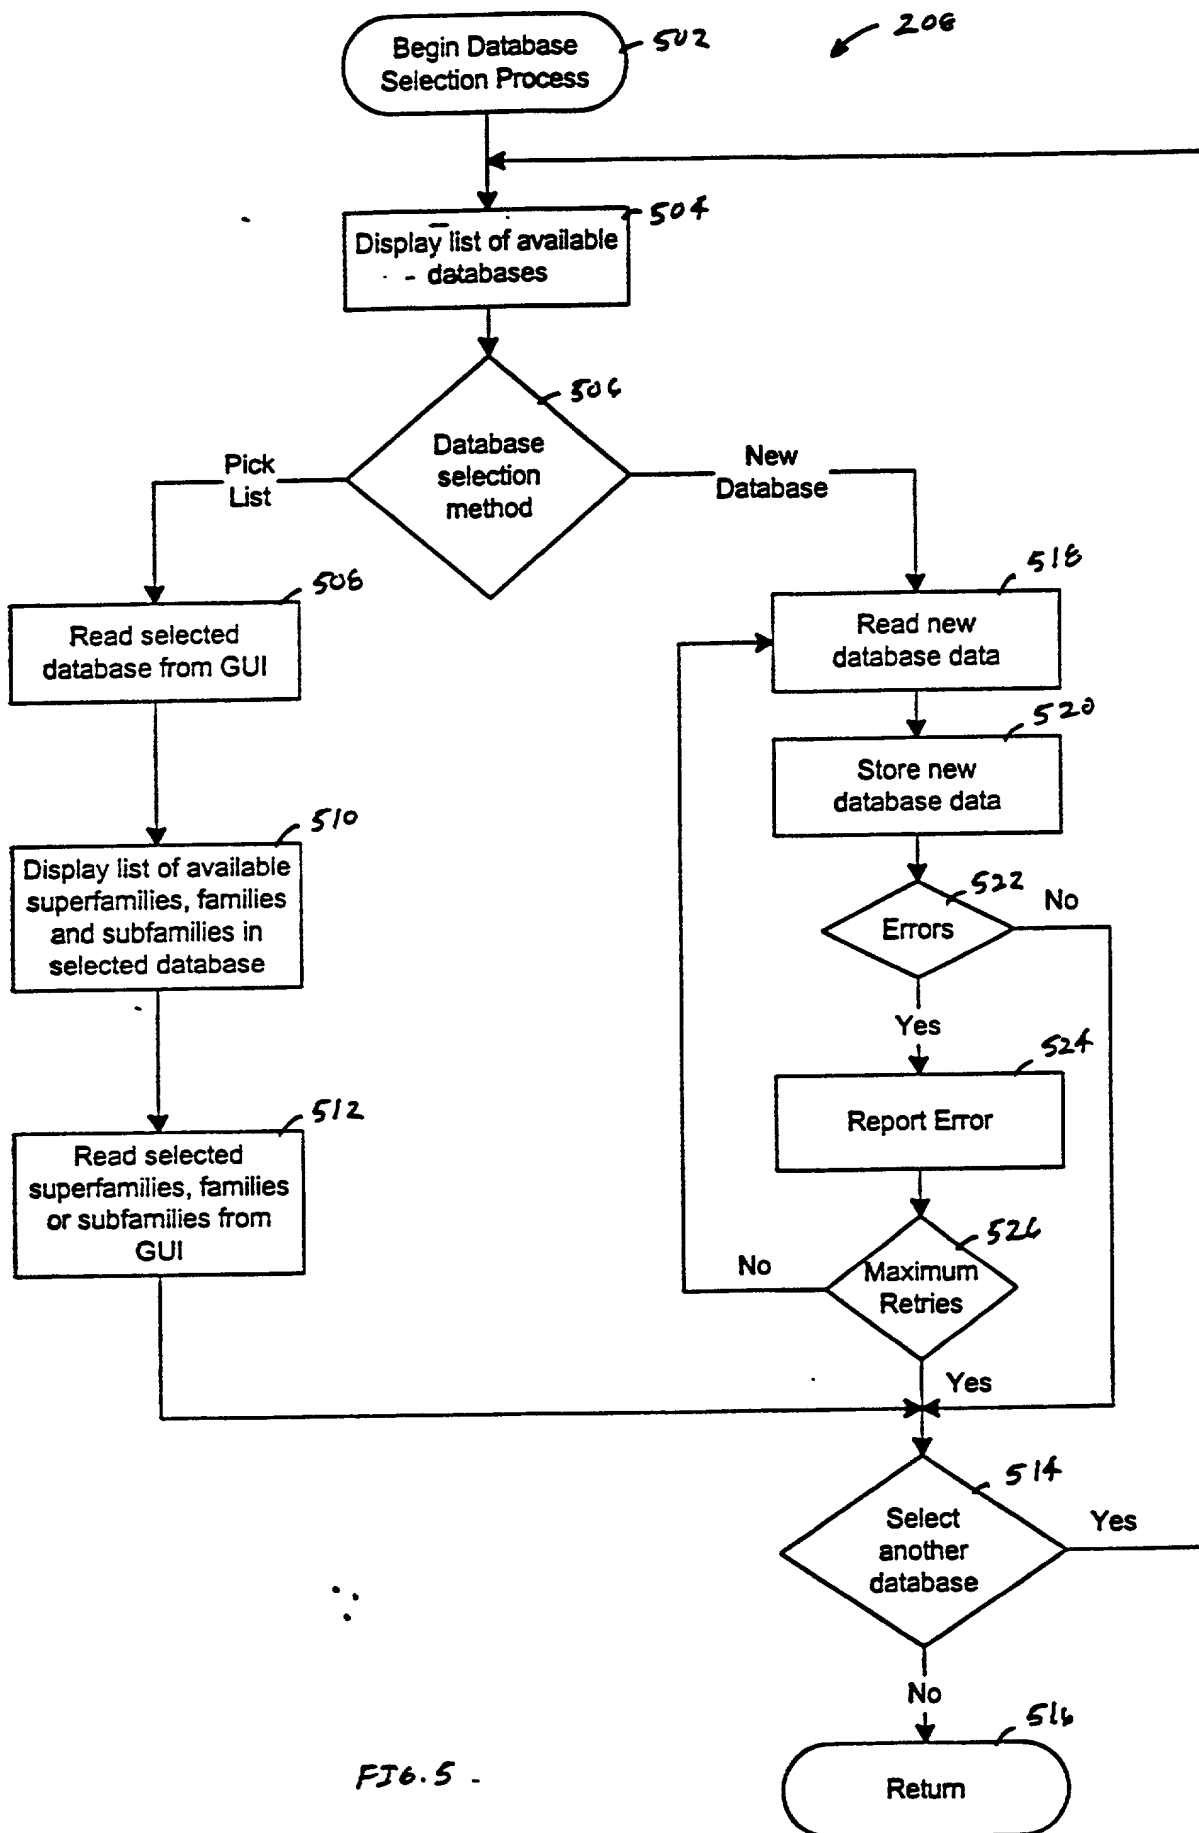 Begin Database
Selection Process
502
208
Display list of available
databases
504
Database
selection
method
506
Pick
List
New
Database
Read selected
database from GUI
508
Read new
database data
518
Store new
database data
520
Display list of available
superfamilies, families
and subfamilies in
selected database
510
Errors
522
No
Yes
Report Error
524
Read selected
superfamilies, families
or subfamilies from
GUI
512
Maximum
Retries
526
No
Yes
Select
another
database
514
Yes
No
Return
516
FIG.5